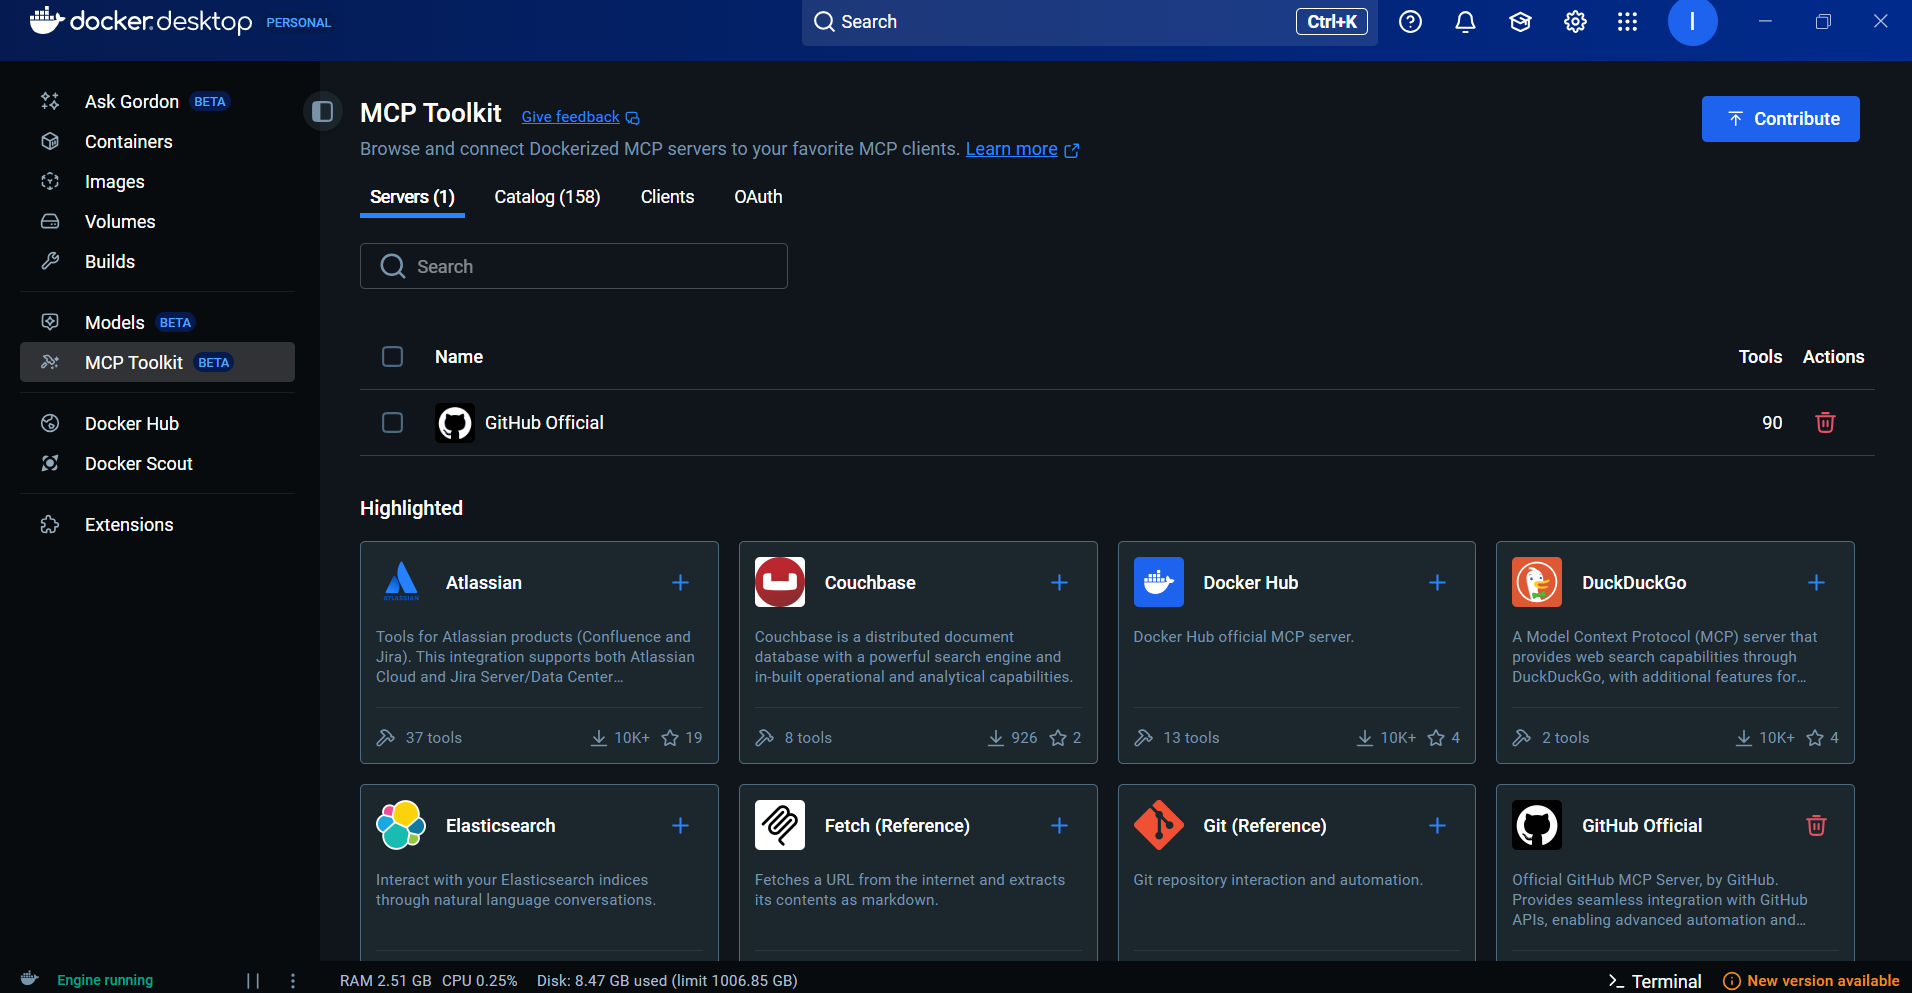 docker.desktop PERSONAL
Search
Ctrl+K
I
Ask Gordon BETA
Containers
Images
Volumes
Builds
Models BETA
MCP Toolkit BETA
Docker Hub
Docker Scout
Extensions
MCP Toolkit Give feedback
Contribute
Browse and connect Dockerized MCP servers to your favorite MCP clients. Learn more
Servers (1) Catalog (158) Clients OAuth
Search
Name Tools Actions
GitHub Official 90
Highlighted
Atlassian
ATLASSIAN
Tools for Atlassian products (Confluence and
Jira). This integration supports both Atlassian
Cloud and Jira Server/Data Center...
37 tools 10K+ 19
Couchbase
Couchbase is a distributed document
database with a powerful search engine and
in-built operational and analytical capabilities.
8 tools 926 2
Docker Hub
Docker Hub official MCP server.
13 tools 10K+ 4
DuckDuckGo
A Model Context Protocol (MCP) server that
provides web search capabilities through
DuckDuckGo, with additional features for...
2 tools 10K+ 4
Elasticsearch
Interact with your Elasticsearch indices
through natural language conversations.
Fetch (Reference)
Fetches a URL from the internet and extracts
its contents as markdown.
Git (Reference)
Git repository interaction and automation.
GitHub Official
Official GitHub MCP Server, by GitHub.
Provides seamless integration with GitHub
APIs, enabling advanced automation and...
Engine running
RAM 2.51 GB CPU 0.25% Disk: 8.47 GB used (limit 1006.85 GB)
Terminal
New version available